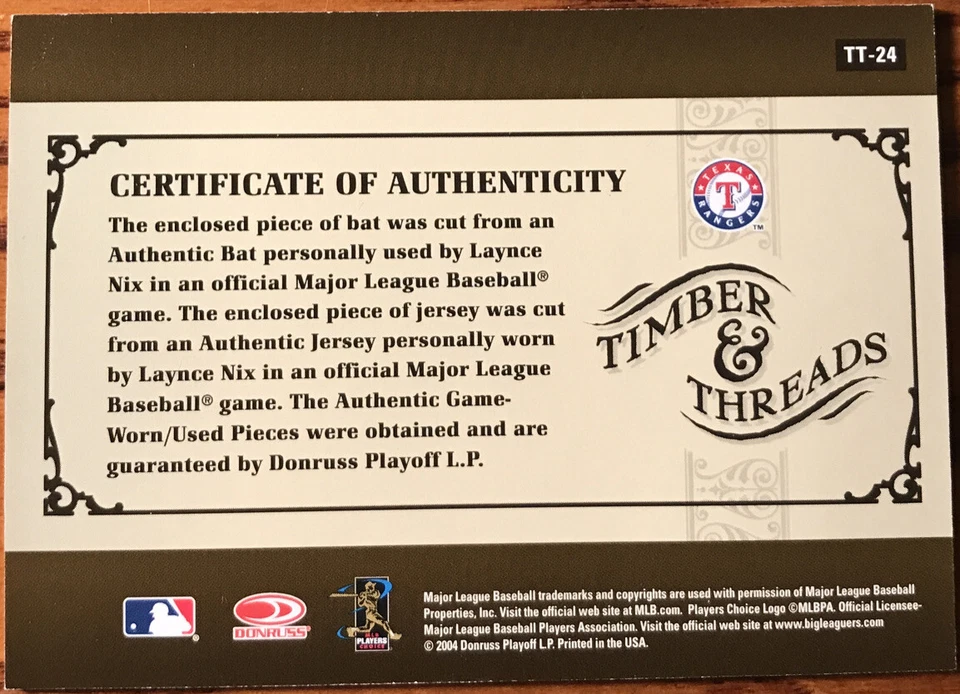 TT-24
CERTIFICATE OF AUTHENTICITY
The enclosed piece of bat was cut from an
Authentic Bat personally used by Laynce
Nix in an official Major League Baseball®
game. The enclosed piece of jersey was cut
from an Authentic Jersey personally worn
by Laynce Nix in an official Major League
Baseball® game. The Authentic Game-
Worn/Used Pieces were obtained and are
guaranteed by Donruss Playoff L.P.
TEXAS
T
RANGERS
TM
TIMBER
&
THREADS
®
DONRUSS®
MLB
PLAYERS
CHOICE
Major League Baseball trademarks and copyrights are used with permission of Major League Baseball
Properties, Inc. Visit the official web site at MLB.com. Players Choice Logo ©MLBPA. Official Licensee-
Major League Baseball Players Association. Visit the official web site at www.bigleaguers.com
© 2004 Donruss Playoff L.P. Printed in the USA.